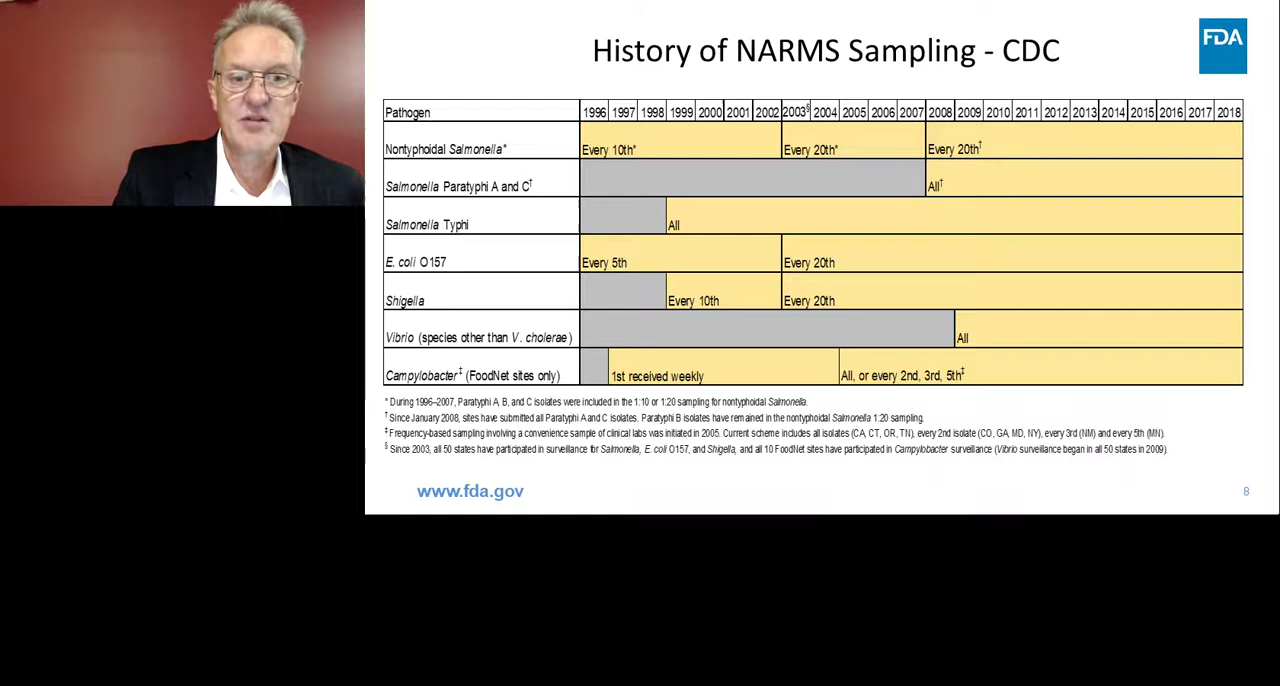 FDA
History of NARMS Sampling - CDC
Pathogen 1996 1997 1998 1999 2000 2001 2002 2003§ 2004 2005 2006 2007 2008 2009 2010 2011 2012 2013 2014 2015 2016 2017 2018
Nontyphoidal Salmonella* Every 10th* Every 20th* Every 20th†
Salmonella Paratyphi A and C† All†
Salmonella Typhi All
E. coli O157 Every 5th Every 20th
Shigella Every 10th Every 20th
Vibrio (species other than V. cholerae) All
Campylobacter‡ (FoodNet sites only) 1st received weekly All, or every 2nd, 3rd, 5th‡
* During 1996–2007, Paratyphi A, B, and C isolates were included in the 1:10 or 1:20 sampling for nontyphoidal Salmonella.
† Since January 2008, sites have submitted all Paratyphi A and C isolates. Paratyphi B isolates have remained in the nontyphoidal Salmonella 1:20 sampling.
‡ Frequency-based sampling involving a convenience sample of clinical labs was initiated in 2005. Current scheme includes all isolates (CA, CT, OR, TN), every 2nd isolate (CO, GA, MD, NY), every 3rd (NM) and every 5th (MN).
§ Since 2003, all 50 states have participated in surveillance for Salmonella, E. coli O157, and Shigella, and all 10 FoodNet sites have participated in Campylobacter surveillance (Vibrio surveillance began in all 50 states in 2009).
www.fda.gov 8